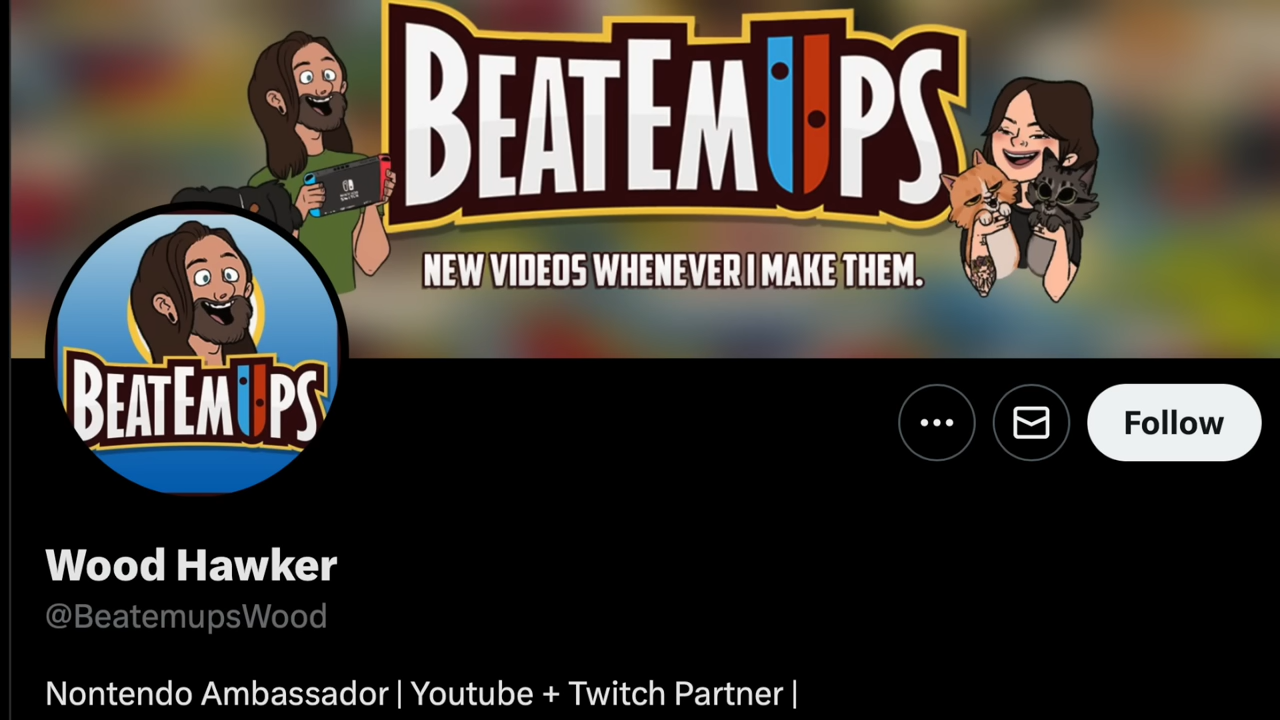 BEATEMUPS
NEW VIDEOS WHENEVER I MAKE THEM.
BEATEMUPS
Follow
Wood Hawker
@BeatemupsWood
Nontendo Ambassador | Youtube + Twitch Partner |